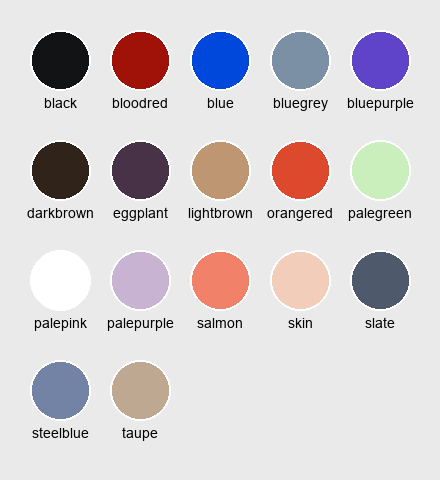 black bloodred blue bluegrey bluepurple
darkbrown eggplant lightbrown orangered palegreen
palepink palepurple salmon skin slate
steelblue taupe